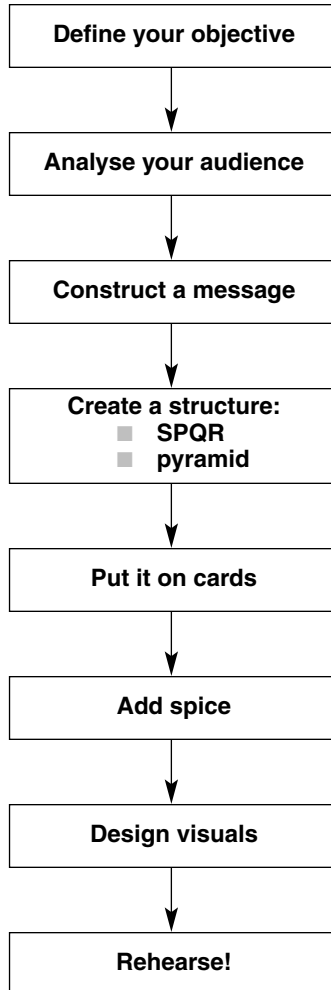 Define your objective
Analyse your audience
Construct a message
Create a structure:
SPQR
pyramid
Put it on cards
Add spice
Design visuals
Rehearse!